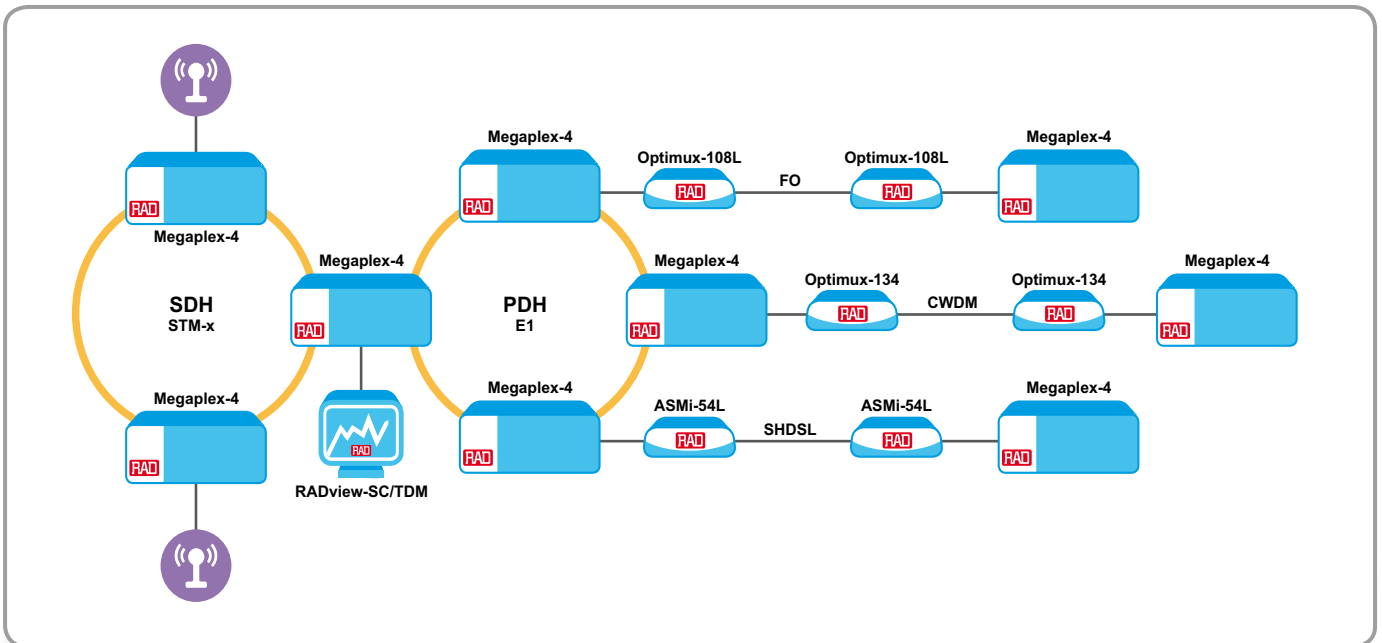 Megaplex-4
RAD
Megaplex-4
SDH
STM-x
Megaplex-4
RAD
Megaplex-4
RAD
RAD
RADview-SC/TDM
PDH
E1
Megaplex-4
RAD
Optimux-108L
RAD
FO
Optimux-108L
RAD
Megaplex-4
RAD
Megaplex-4
RAD
Optimux-134
RAD
CWDM
Optimux-134
RAD
Megaplex-4
RAD
Megaplex-4
RAD
ASMi-54L
RAD
SHDSL
ASMi-54L
RAD
Megaplex-4
RAD